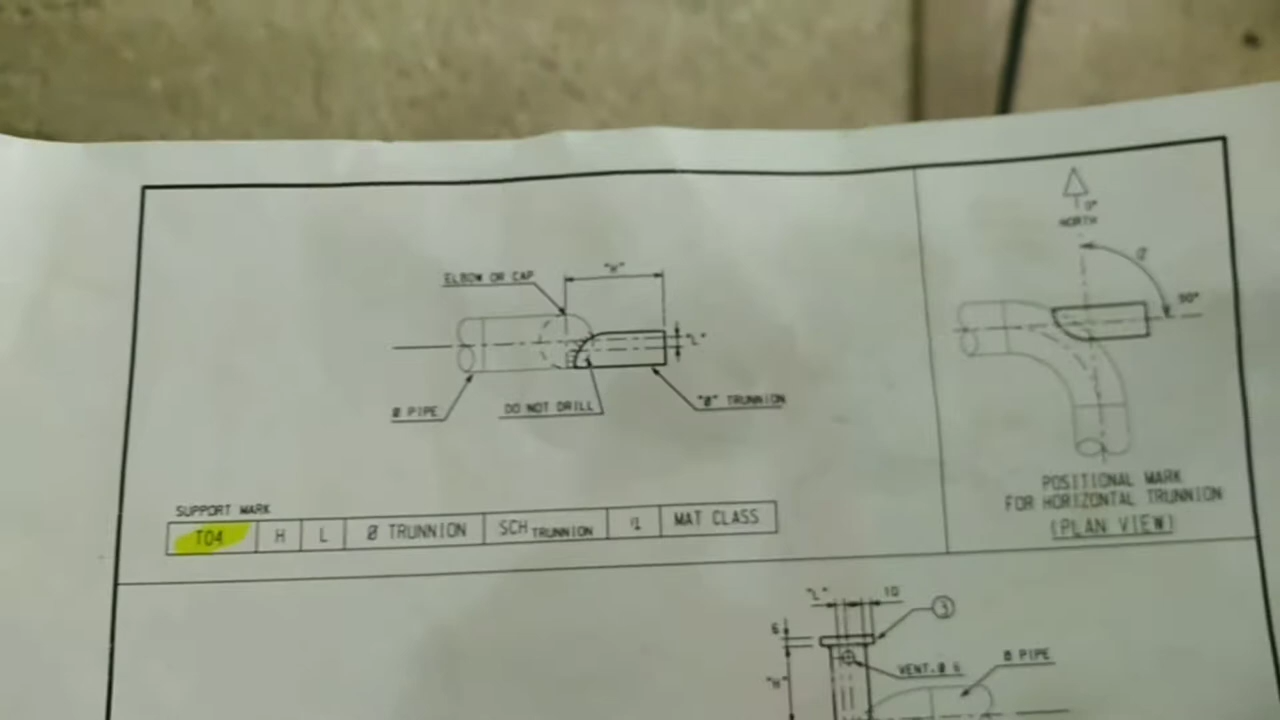 ELBOW OR CAP
"H"
"L"
Ø PIPE
DO NOT DRILL
"Ø" TRUNNION
SUPPORT MARK
T04 H L Ø TRUNNION SCH TRUNNION MAT CLASS
0°
NORTH
90°
POSITIONAL MARK
FOR HORIZONTAL TRUNNION
(PLAN VIEW)
"L" 10
3
6
VENT.Ø 6
Ø PIPE
"H"